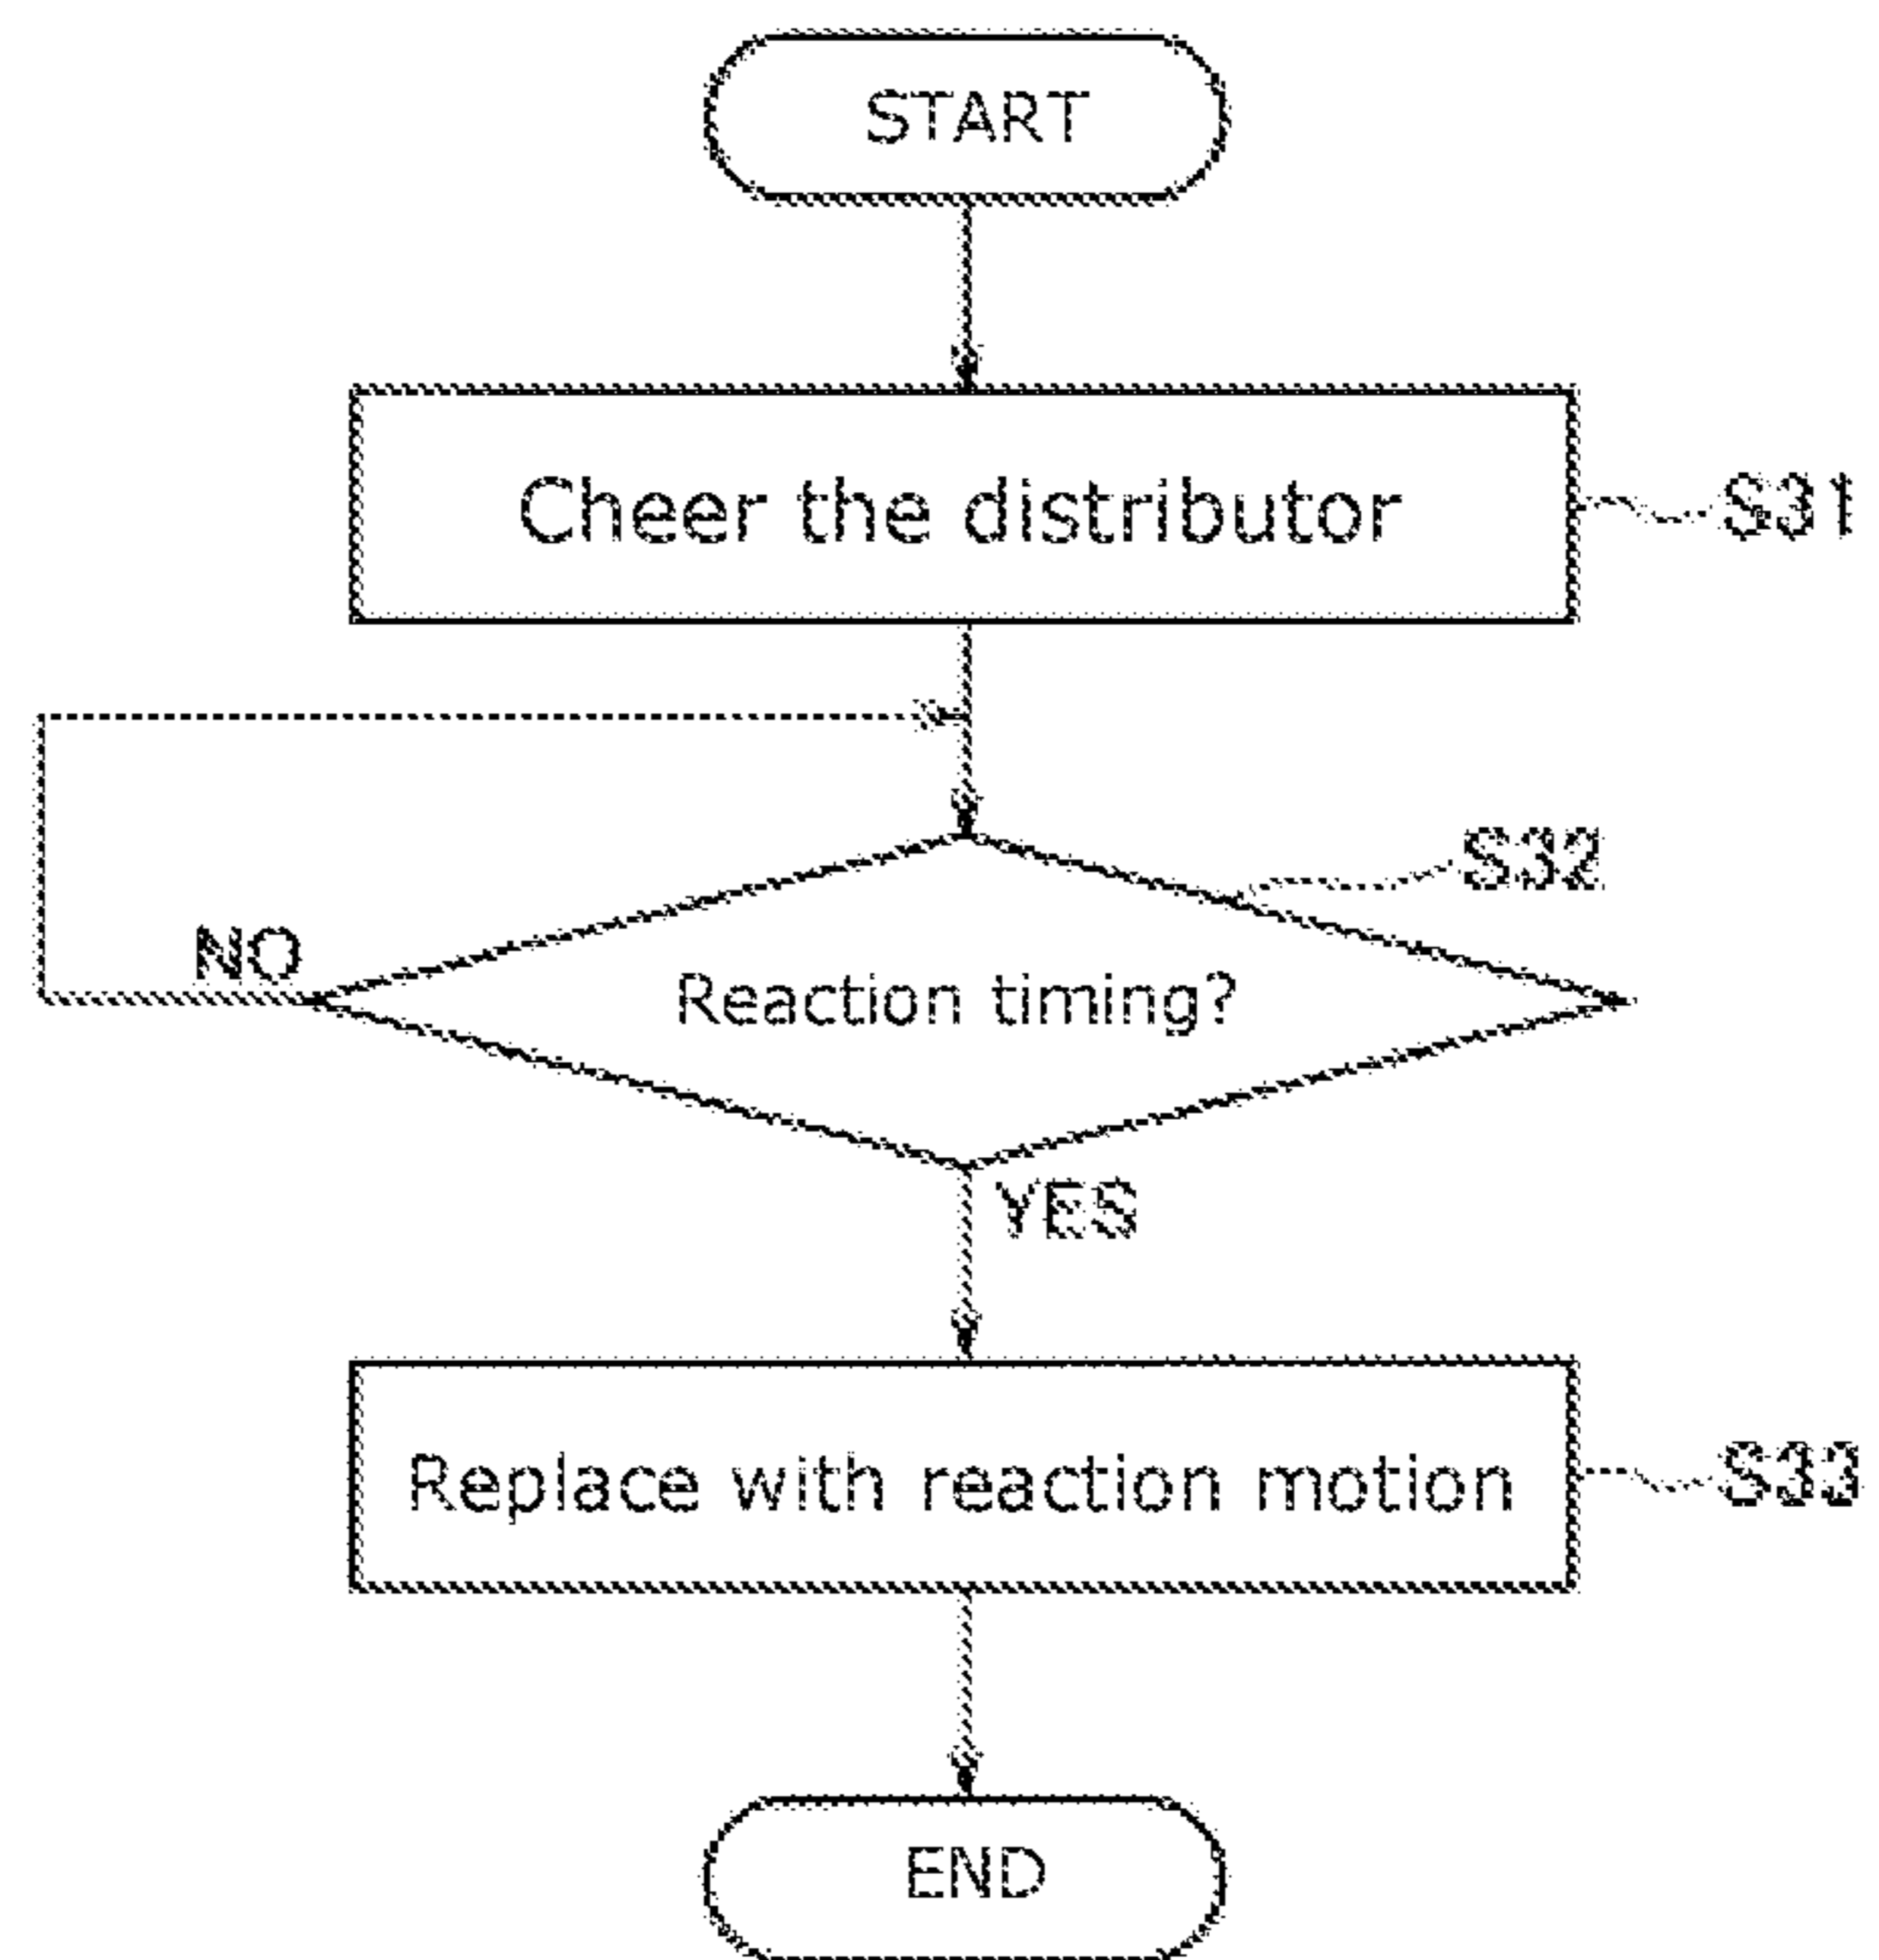 START
Cheer the distributor
S31
S32
NO
Reaction timing?
YES
Replace with reaction motion
S33
END